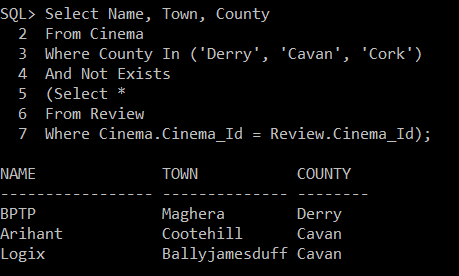 SQL> Select Name, Town, County
  2  From Cinema
  3  Where County In ('Derry', 'Cavan', 'Cork')
  4  And Not Exists
  5  (Select *
  6  From Review
  7  Where Cinema.Cinema_Id = Review.Cinema_Id);

NAME              TOWN           COUNTY
----------------- -------------- --------
BPTP              Maghera        Derry
Arihant           Cootehill      Cavan
Logix             Ballyjamesduff Cavan